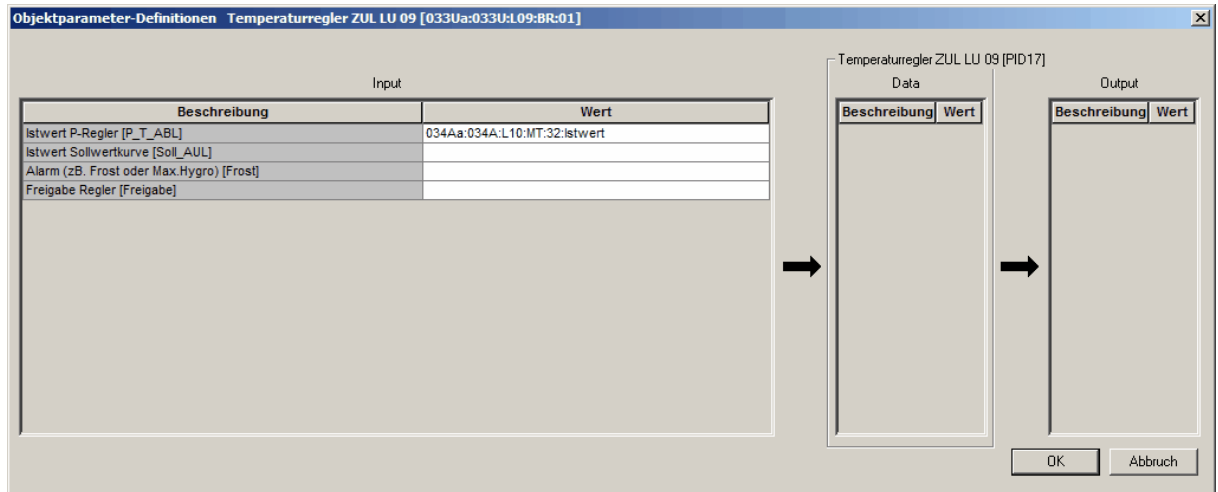 Objektparameter-Definitionen Temperaturregler ZUL LU 09 [033Ua:033U:L09:BR:01]
Temperaturregler ZUL LU 09 [PID17]
Input
Data
Output
Beschreibung Wert
Beschreibung Wert
Beschreibung Wert
Istwert P-Regler [P_T_ABL] 034Aa:034A:L10:MT:32:Istwert
Istwert Sollwertkurve [Soll_AUL]
Alarm (zB. Frost oder Max.Hygro) [Frost]
Freigabe Regler [Freigabe]
OK
Abbruch